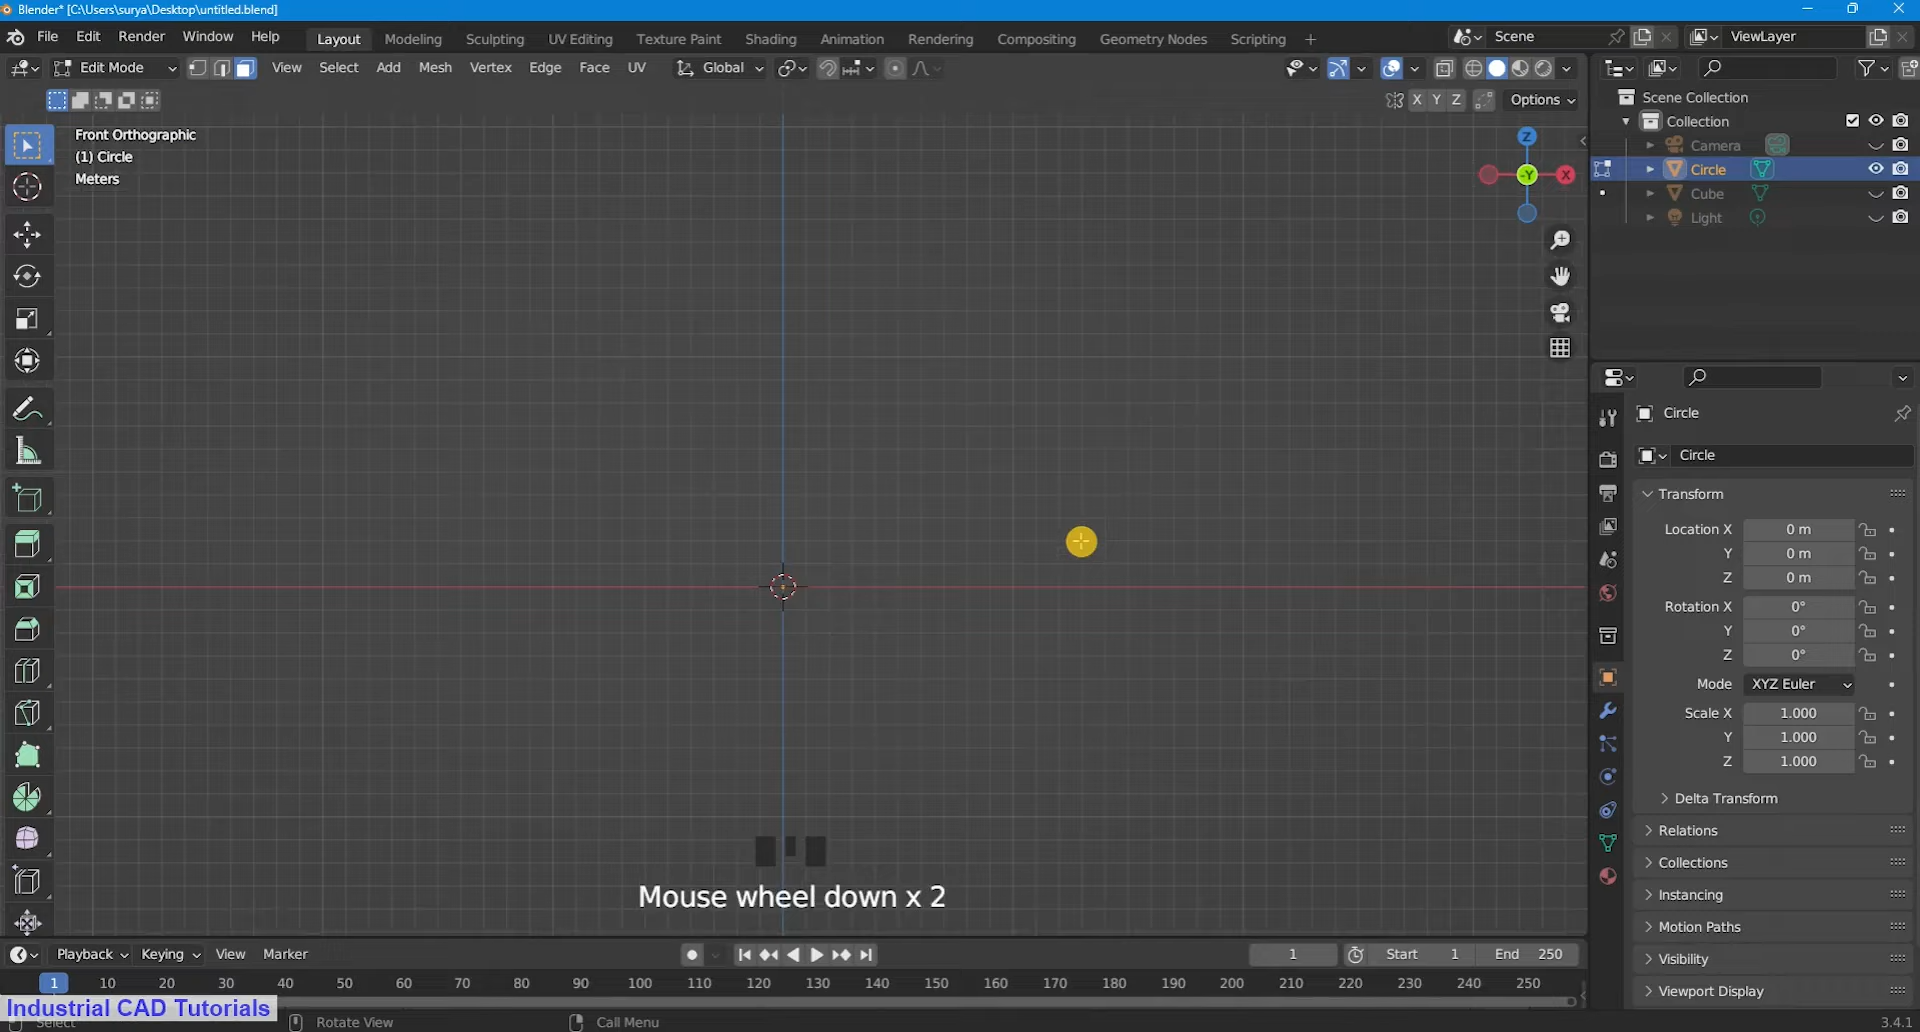 Blender* [C:\Users\surya\Desktop\untitled.blend]
File Edit Render Window Help Layout Modeling Sculpting UV Editing Texture Paint Shading Animation Rendering Compositing Geometry Nodes Scripting + Scene ViewLayer
Edit Mode View Select Add Mesh Vertex Edge Face UV Global
X Y Z Options
Front Orthographic
(1) Circle
Meters
Z
-Y X
Scene Collection
Collection
Camera
Circle
Cube
Light
Circle
Circle
Transform
Location X 0 m
Y 0 m
Z 0 m
Rotation X 0°
Y 0°
Z 0°
Mode XYZ Euler
Scale X 1.000
Y 1.000
Z 1.000
Delta Transform
Relations
Collections
Instancing
Motion Paths
Visibility
Viewport Display
Mouse wheel down x 2
Playback Keying View Marker 1 Start 1 End 250
1 10 20 30 40 50 60 70 80 90 100 110 120 130 140 150 160 170 180 190 200 210 220 230 240 250
Industrial CAD Tutorials
Select Rotate View Call Menu 3.4.1